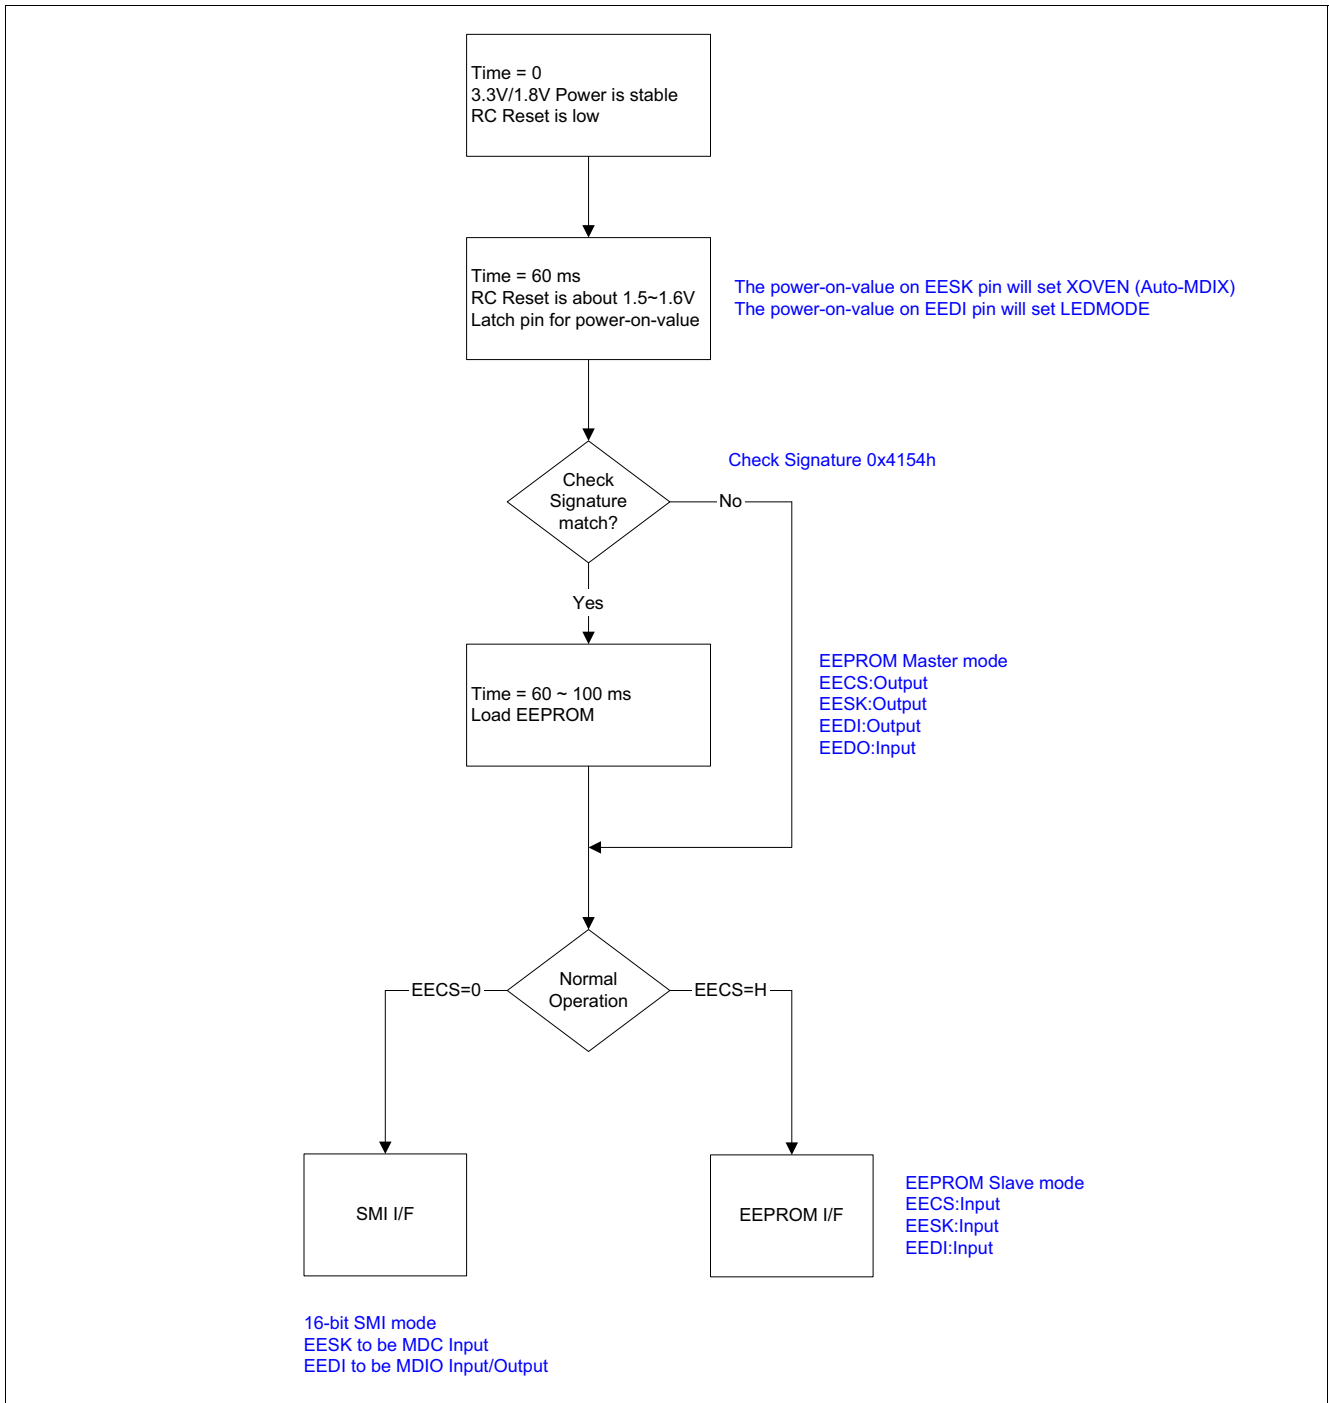 Time = 0
3.3V/1.8V Power is stable
RC Reset is low
Time = 60 ms
RC Reset is about 1.5~1.6V
Latch pin for power-on-value
The power-on-value on EESK pin will set XOVEN (Auto-MDIX)
The power-on-value on EEDI pin will set LEDMODE
Check Signature 0x4154h
Check
Signature
match?
No
Yes
Time = 60 ~ 100 ms
Load EEPROM
EEPROM Master mode
EECS:Output
EESK:Output
EEDI:Output
EEDO:Input
Normal
Operation
EECS=0
EECS=H
SMI I/F
EEPROM I/F
EEPROM Slave mode
EECS:Input
EESK:Input
EEDI:Input
16-bit SMI mode
EESK to be MDC Input
EEDI to be MDIO Input/Output